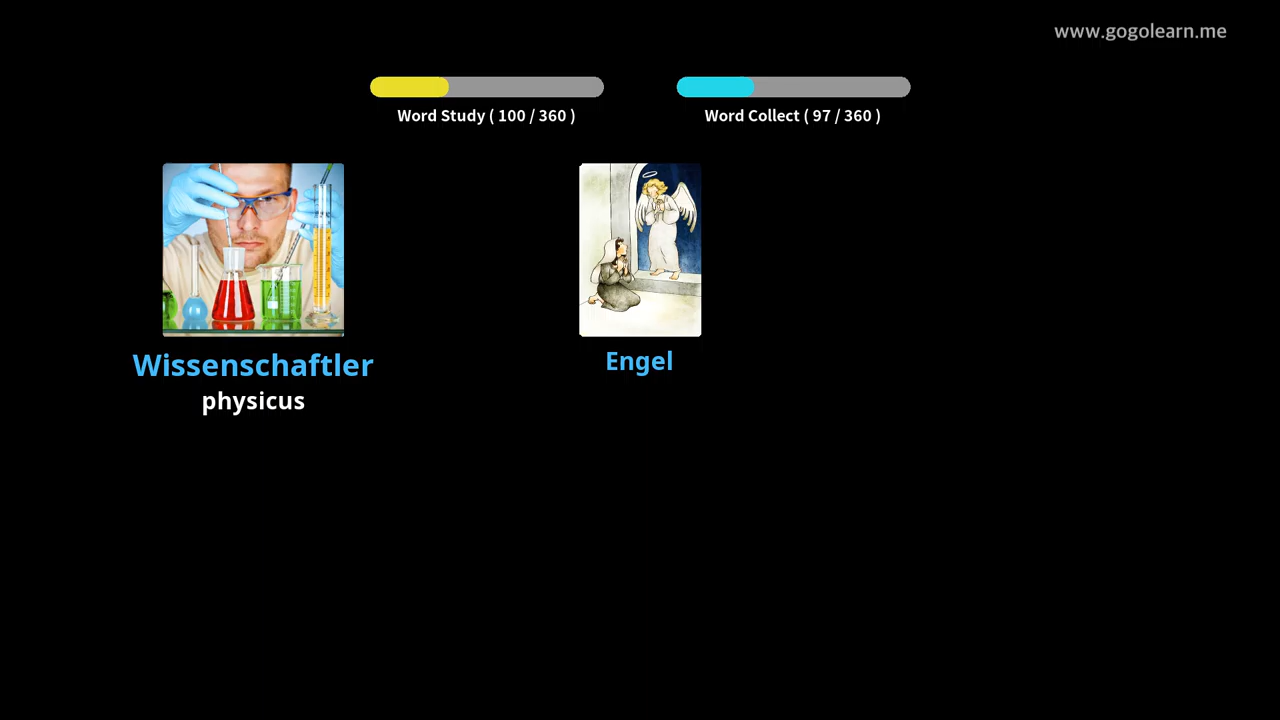 www.gogolearn.me
Word Study ( 100 / 360 )
Word Collect ( 97 / 360 )
Wissenschaftler
physicus
Engel